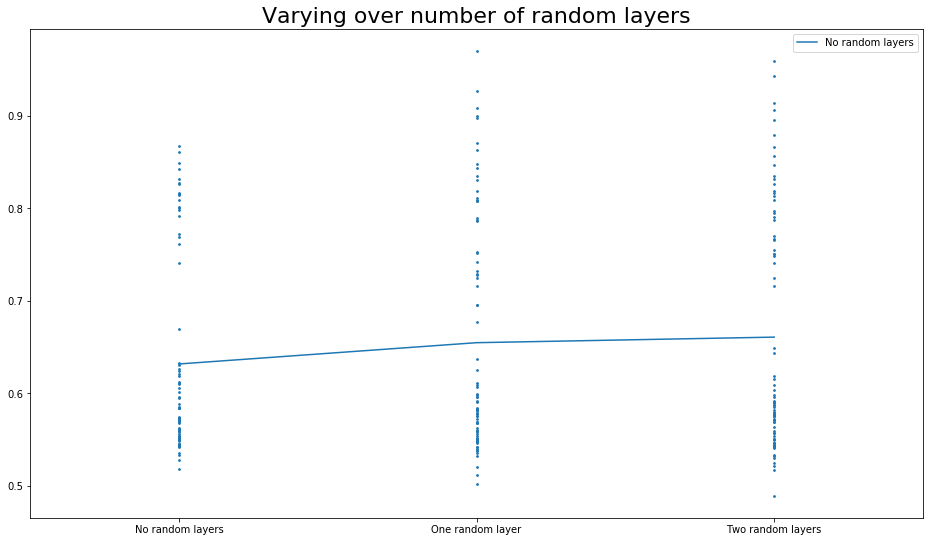 Varying over number of random layers
No random layers
0.9
0.8
0.7
0.6
0.5
No random layers
One random layer
Two random layers